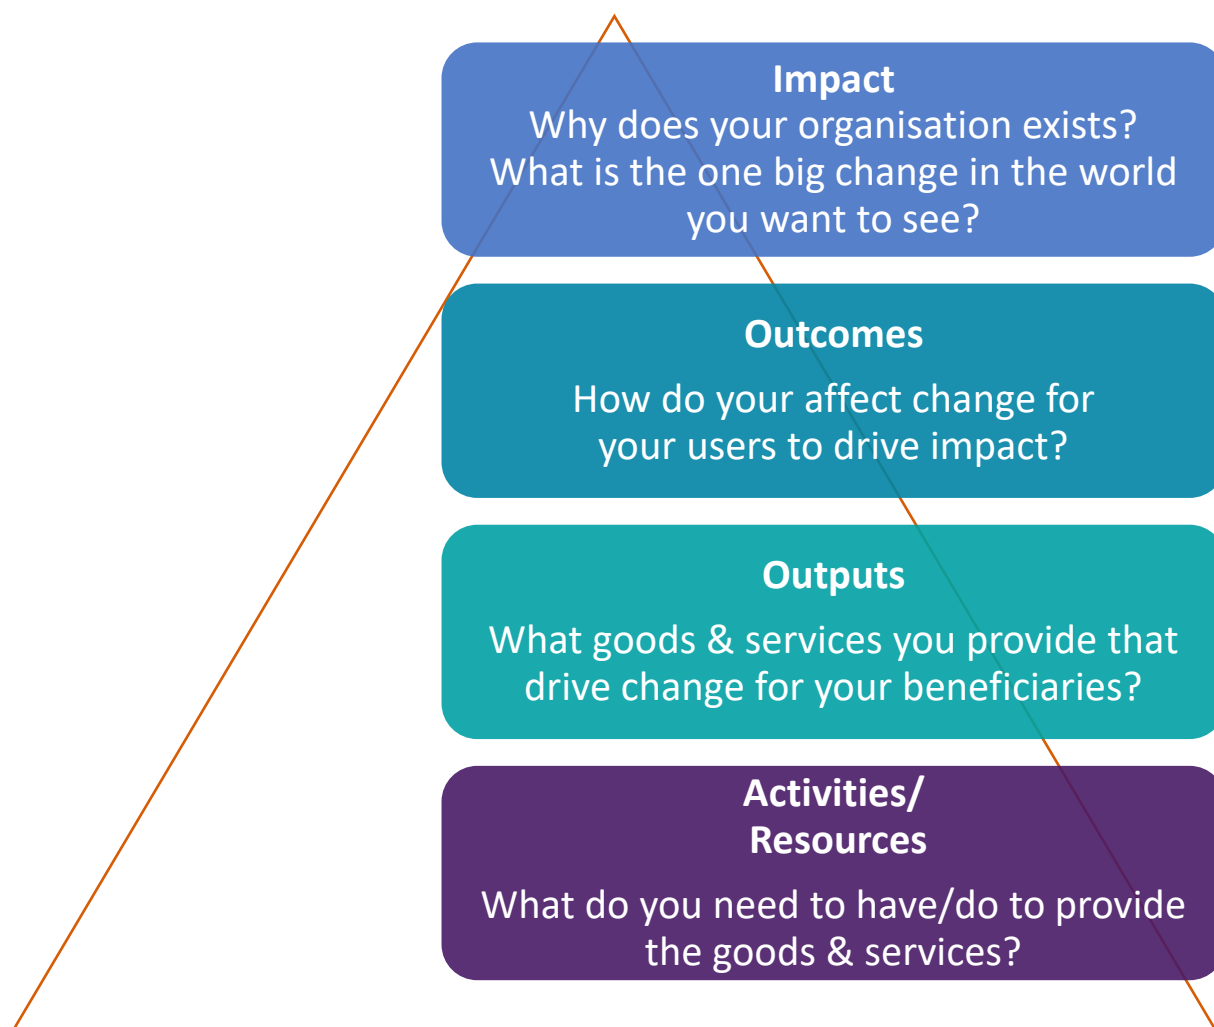 Impact
Why does your organisation exists?
What is the one big change in the world
you want to see?
Outcomes
How do your affect change for
your users to drive impact?
Outputs
What goods & services you provide that
drive change for your beneficiaries?
Activities/
Resources
What do you need to have/do to provide
the goods & services?